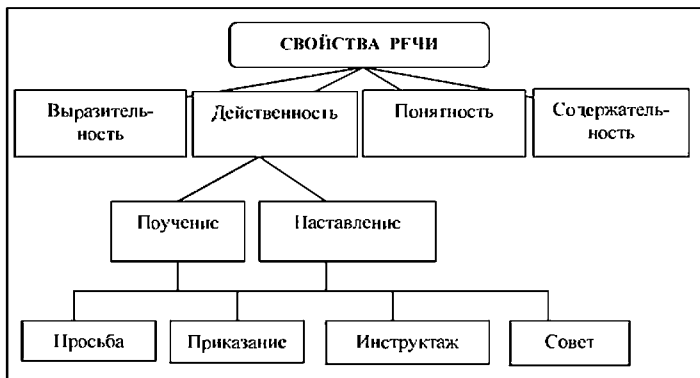 СВОЙСТВА РЕЧИ
Выразитель-
ность
Действенность
Понятность
Содержатель-
ность
Поучение
Наставление
Просьба
Приказание
Инструктаж
Совет